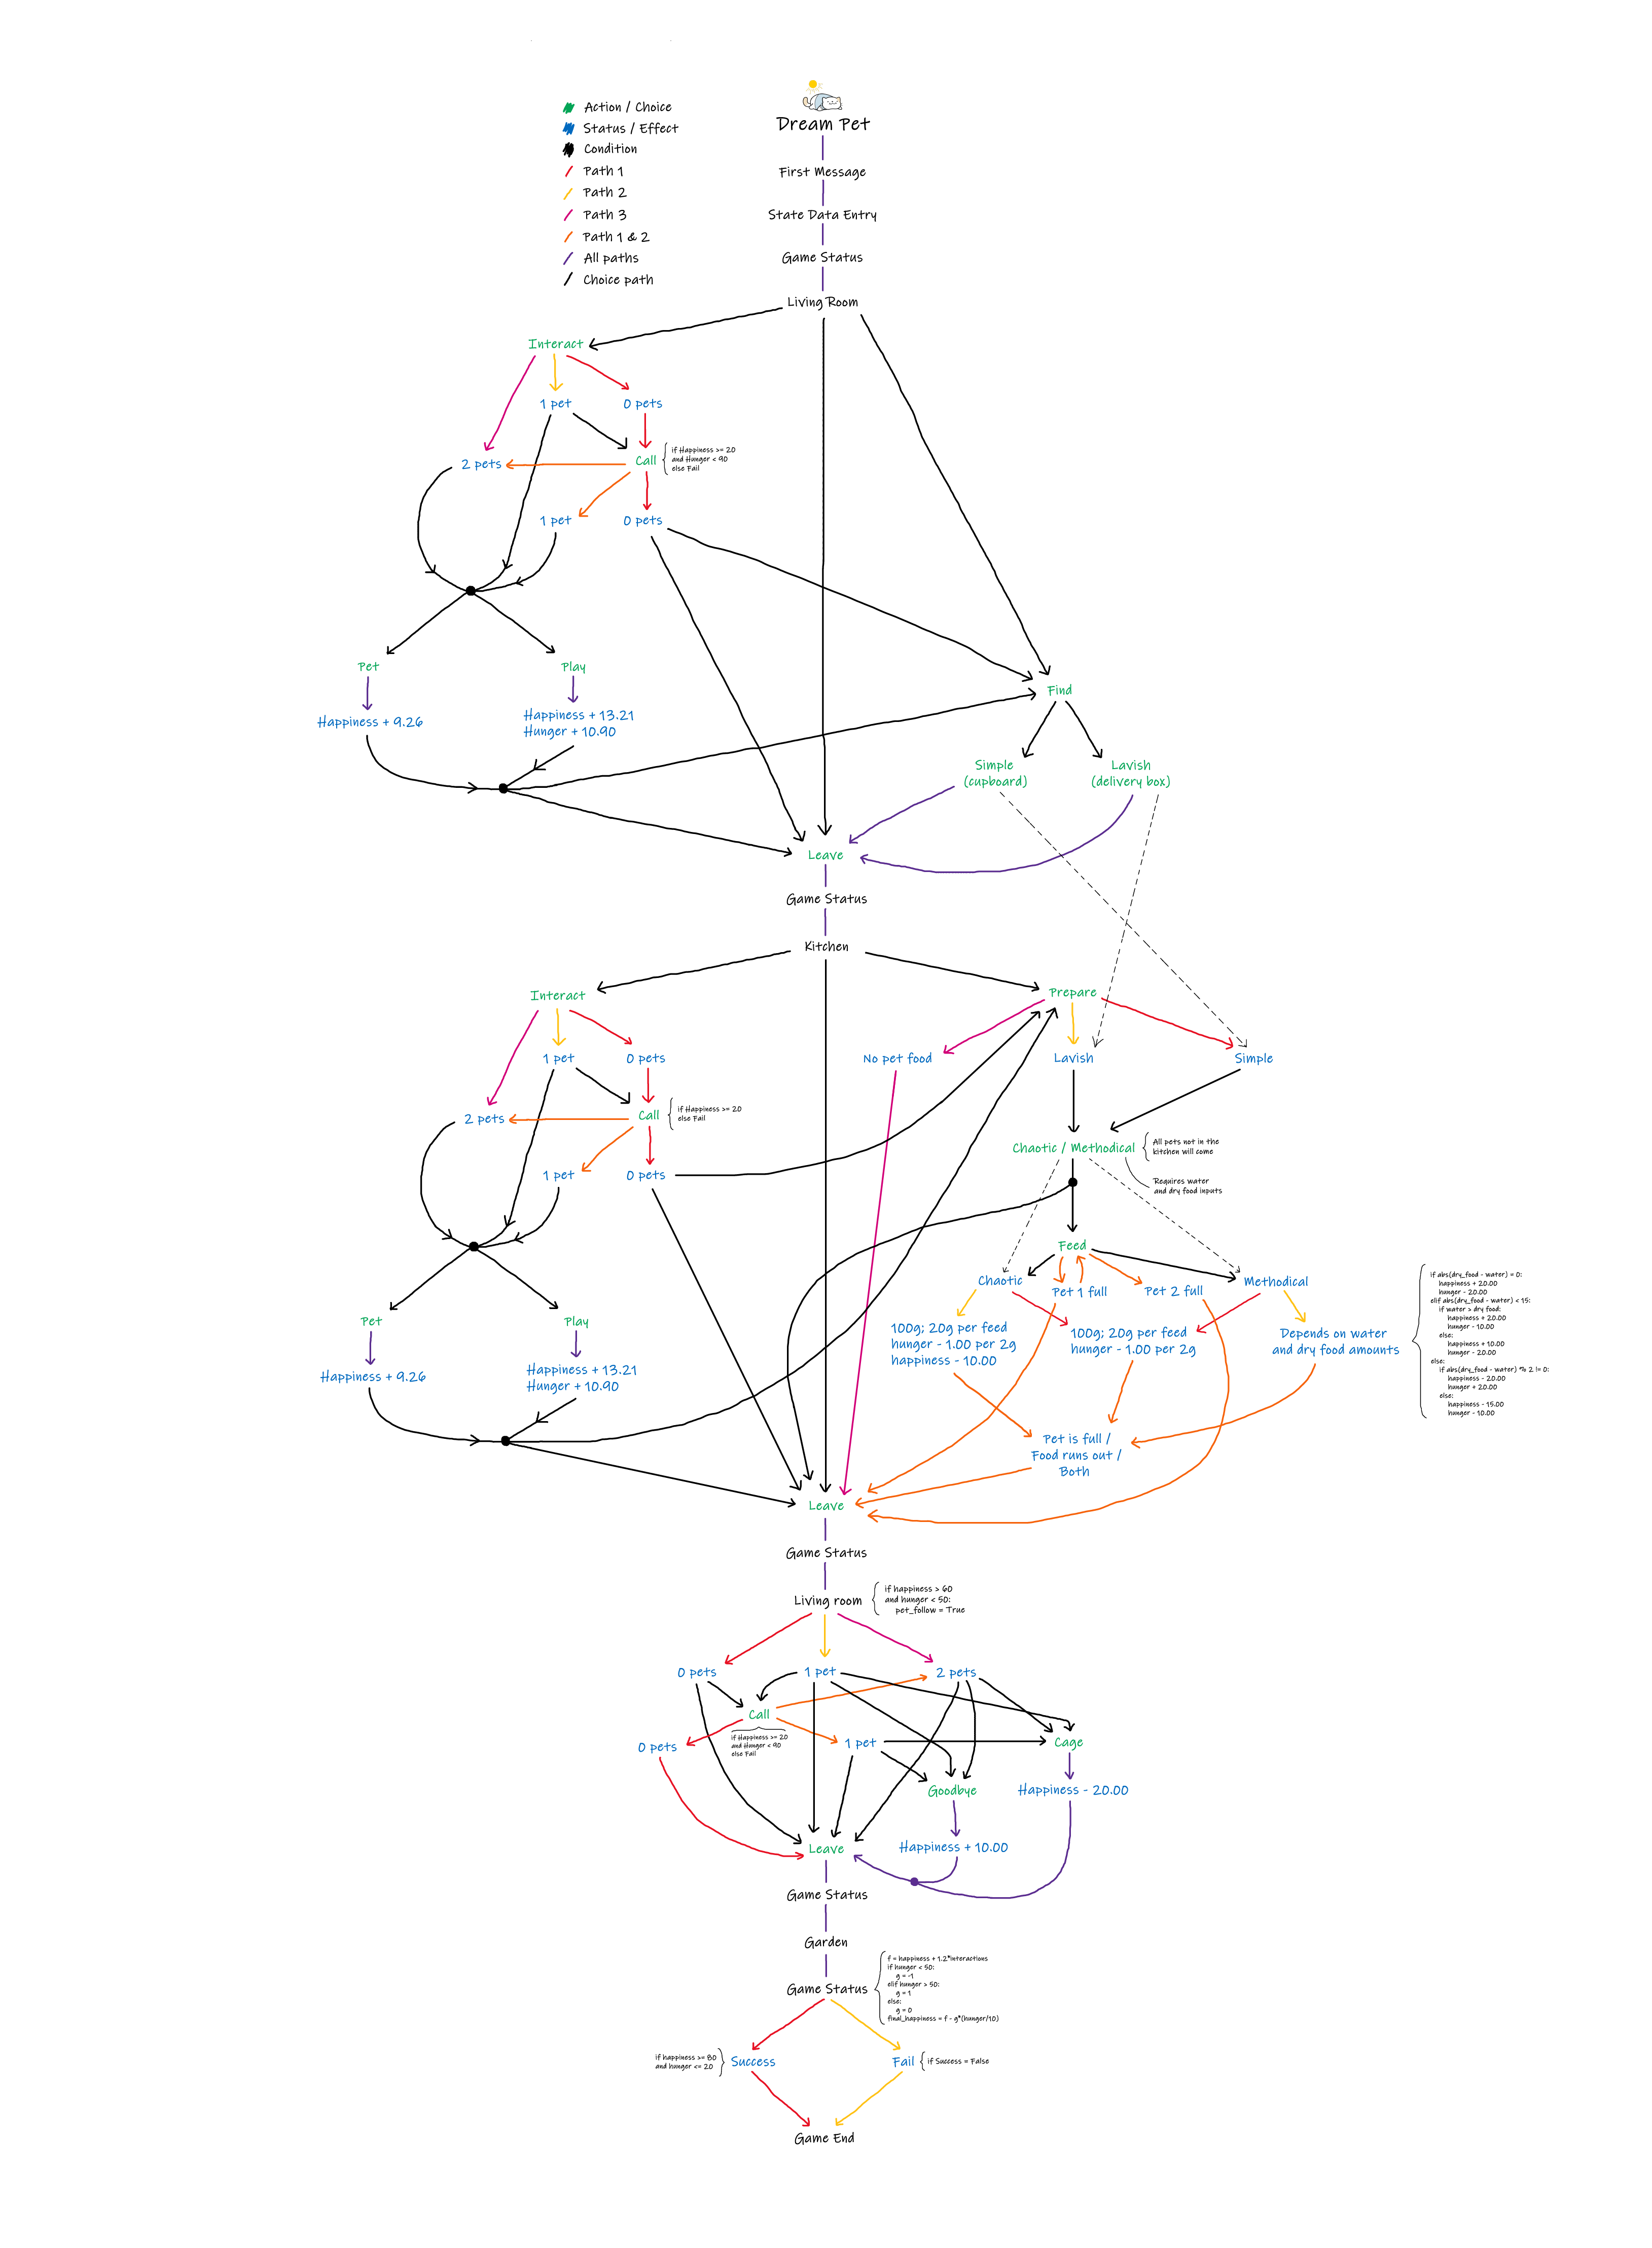 Dream Pet
Action / Choice
Status / Effect
Condition
Path 1
Path 2
Path 3
Path 1 & 2
All paths
Choice path
First Message
State Data Entry
Game Status
Living Room
Interact
1 pet
0 pets
2 pets
Call
if Happiness >= 20
and Hunger < 90
else Fail
1 pet
0 pets
Pet
Play
Happiness + 9.26
Happiness + 13.21
Hunger + 10.90
Find
Simple
(cupboard)
Lavish
(delivery box)
Leave
Game Status
Kitchen
Interact
1 pet
0 pets
2 pets
Call
if Happiness >= 20
else Fail
1 pet
0 pets
Pet
Play
Happiness + 9.26
Happiness + 13.21
Hunger + 10.90
Prepare
No pet food
Lavish
Simple
Chaotic / Methodical
All pets not in the
kitchen will come
Requires water
and dry food inputs
Feed
Chaotic
Pet 1 full
Pet 2 full
Methodical
100g; 20g per feed
hunger - 1.00 per 2g
happiness - 10.00
100g; 20g per feed
hunger - 1.00 per 2g
Depends on water
and dry food amounts
if abs(dry_food - water) = 0:
happiness + 20.00
hunger - 20.00
elif abs(dry_food - water) < 15:
if water > dry food:
happiness + 20.00
hunger - 10.00
else:
happiness + 10.00
hunger - 20.00
else:
if abs(dry_food - water) % 2 != 0:
happiness - 20.00
hunger + 20.00
else:
happiness - 15.00
hunger - 10.00
Pet is full /
Food runs out /
Both
Leave
Game Status
Living room
if happiness > 60
and hunger < 50:
pet_follow = True
0 pets
1 pet
2 pets
Call
if Happiness >= 20
and Hunger < 90
else Fail
0 pets
1 pet
Cage
Goodbye
Happiness - 20.00
Happiness + 10.00
Leave
Game Status
Garden
Game Status
f = happiness + 1.2*interactions
if hunger < 50:
g = -1
elif hunger > 50:
g = 1
else:
g = 0
final_happiness = f - g*(hunger/10)
if happiness >= 80
and hunger <= 20
Success
Fail
if Success = False
Game End